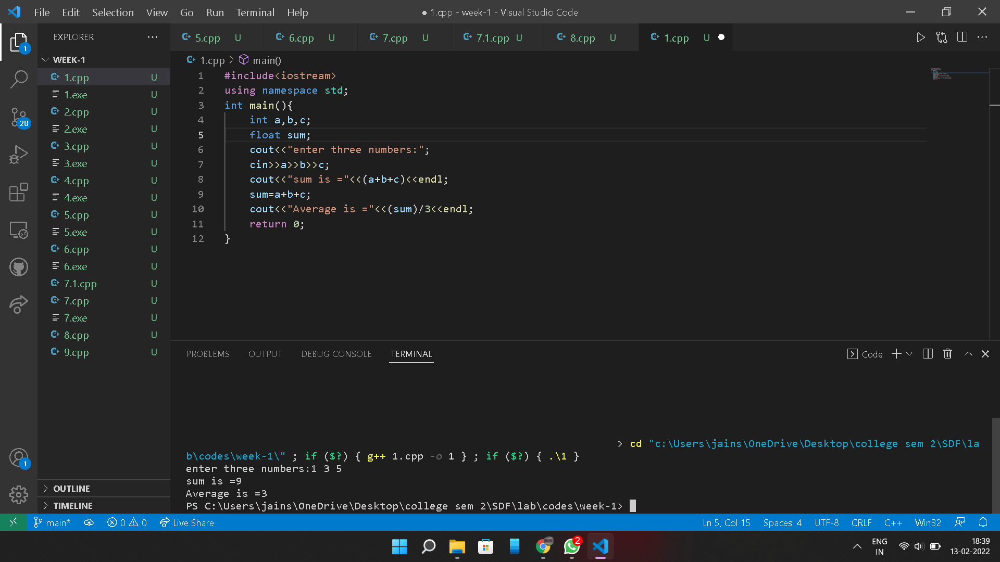 File Edit Selection View Go Run Terminal Help
● 1.cpp - week-1 - Visual Studio Code
EXPLORER
5.cpp U 6.cpp U 7.cpp U 7.1.cpp U 8.cpp U 1.cpp U
1
WEEK-1
1.cpp > main()
1.cpp U
1.exe U
2.cpp U
2.exe U
28
3.cpp U
3.exe U
4.cpp U
4.exe U
5.cpp U
5.exe U
6.cpp U
6.exe U
7.1.cpp U
7.cpp U
7.exe U
8.cpp U
9.cpp U
1 #include<iostream>
2 using namespace std;
3 int main(){
4 int a,b,c;
5 float sum;
6 cout<<"enter three numbers:";
7 cin>>a>>b>>c;
8 cout<<"sum is ="<<(a+b+c)<<endl;
9 sum=a+b+c;
10 cout<<"Average is ="<<(sum)/3<<endl;
11 return 0;
12 }
PROBLEMS OUTPUT DEBUG CONSOLE TERMINAL
Code
> cd "c:\Users\jains\OneDrive\Desktop\college sem 2\SDF\la
b\codes\week-1\" ; if ($?) { g++ 1.cpp -o 1 } ; if ($?) { .\1 }
enter three numbers:1 3 5
sum is =9
Average is =3
PS C:\Users\jains\OneDrive\Desktop\college sem 2\SDF\lab\codes\week-1>
1
OUTLINE
TIMELINE
main* 0 0 Live Share
Ln 5, Col 15 Spaces: 4 UTF-8 CRLF C++ Win32
2
ENG
IN
18:39
13-02-2022